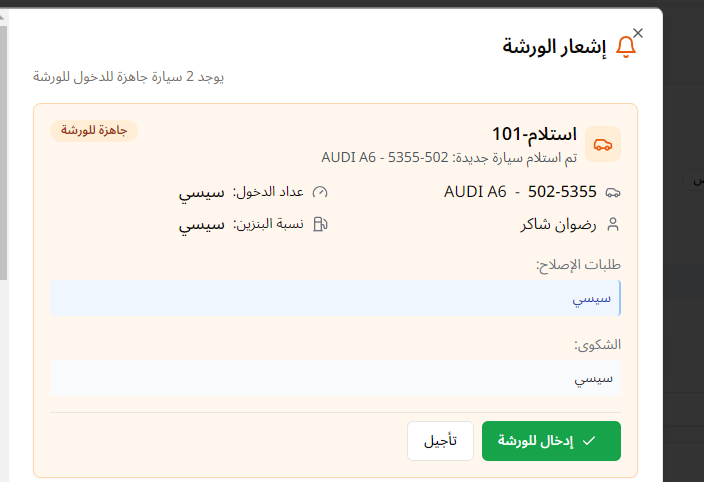 إشعار الورشة
يوجد 2 سيارة جاهزة للدخول للورشة
استلام-101
جاهزة للورشة
تم استلام سيارة جديدة: AUDI A6 - 5355-502
AUDI A6 - 502-5355
عداد الدخول: سيسي
رضوان شاكر
نسبة البنزين: سيسي
طلبات الإصلاح:
سيسي
الشكوى:
سيسي
إدخال للورشة
تأجيل